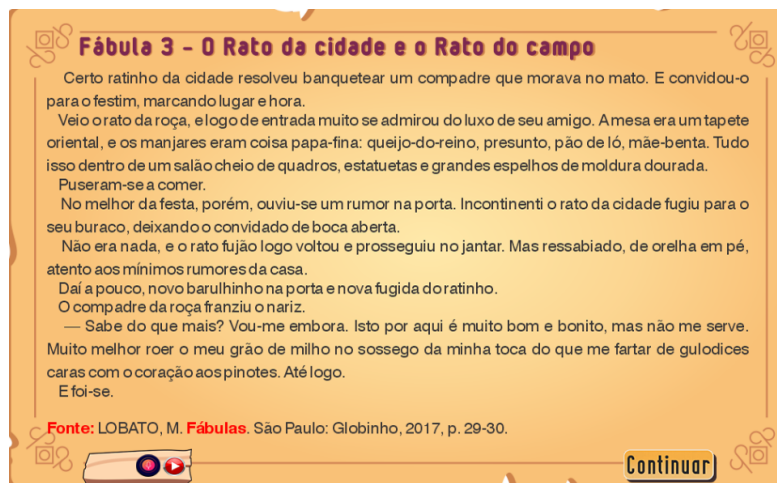 Fábula 3 - O Rato da cidade e o Rato do campo
Certo ratinho da cidade resolveu banquetear um compadre que morava no mato. E convidou-o
para o festim, marcando lugar e hora.
Veio o rato da roça, e logo de entrada muito se admirou do luxo de seu amigo. A mesa era um tapete
oriental, e os manjares eram coisa papa-fina: queijo-do-reino, presunto, pão de ló, mãe-benta. Tudo
isso dentro de um salão cheio de quadros, estatuetas e grandes espelhos de moldura dourada.
Puseram-se a comer.
No melhor da festa, porém, ouviu-se um rumor na porta. Incontinenti o rato da cidade fugiu para o
seu buraco, deixando o convidado de boca aberta.
Não era nada, e o rato fujão logo voltou e prosseguiu no jantar. Mas ressabiado, de orelha em pé,
atento aos mínimos rumores da casa.
Daí a pouco, novo barulhinho na porta e nova fugida do ratinho.
O compadre da roça franziu o nariz.
— Sabe do que mais? Vou-me embora. Isto por aqui é muito bom e bonito, mas não me serve.
Muito melhor roer o meu grão de milho no sossego da minha toca do que me fartar de gulodices
caras com o coração aos pinotes. Até logo.
E foi-se.
Fonte: LOBATO, M. Fábulas. São Paulo: Globinho, 2017, p. 29-30.
Continuar